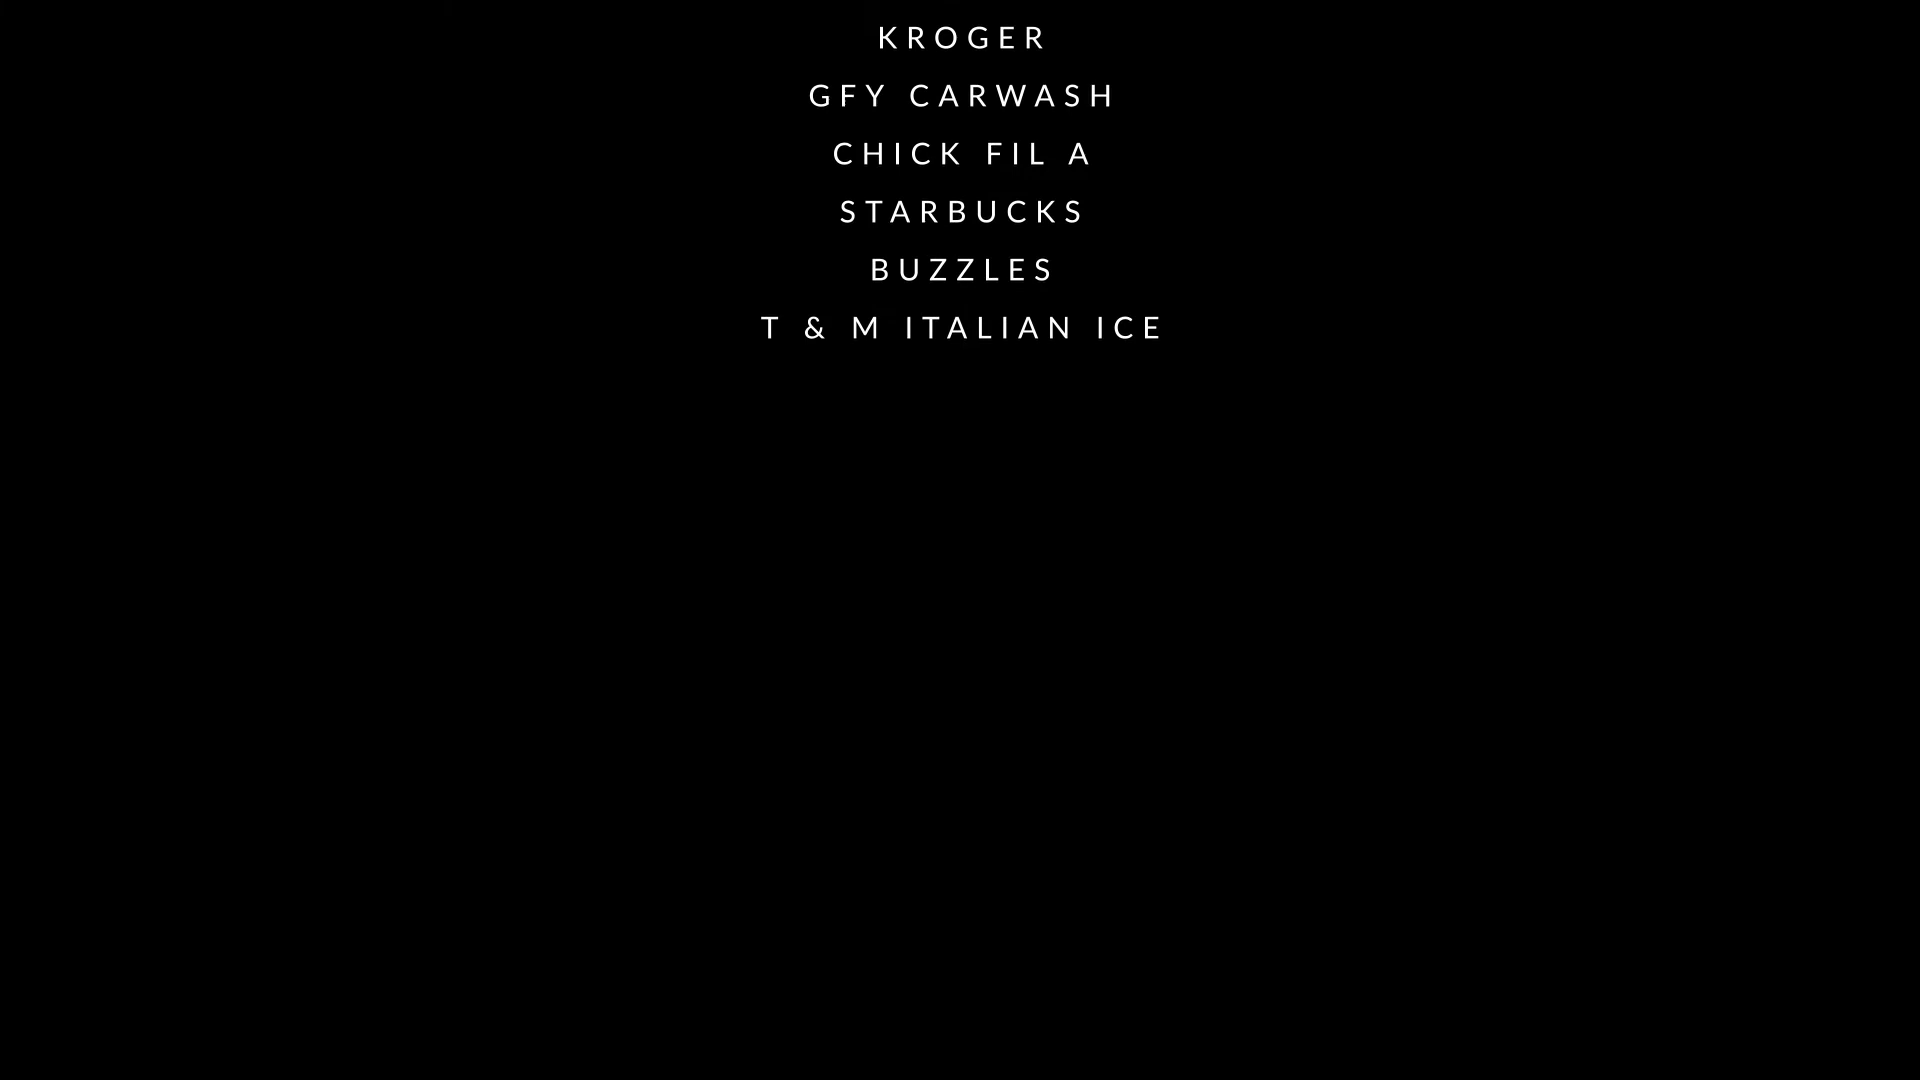 KROGER
GFY CARWASH
CHICK FIL A
STARBUCKS
BUZZLES
T & M ITALIAN ICE